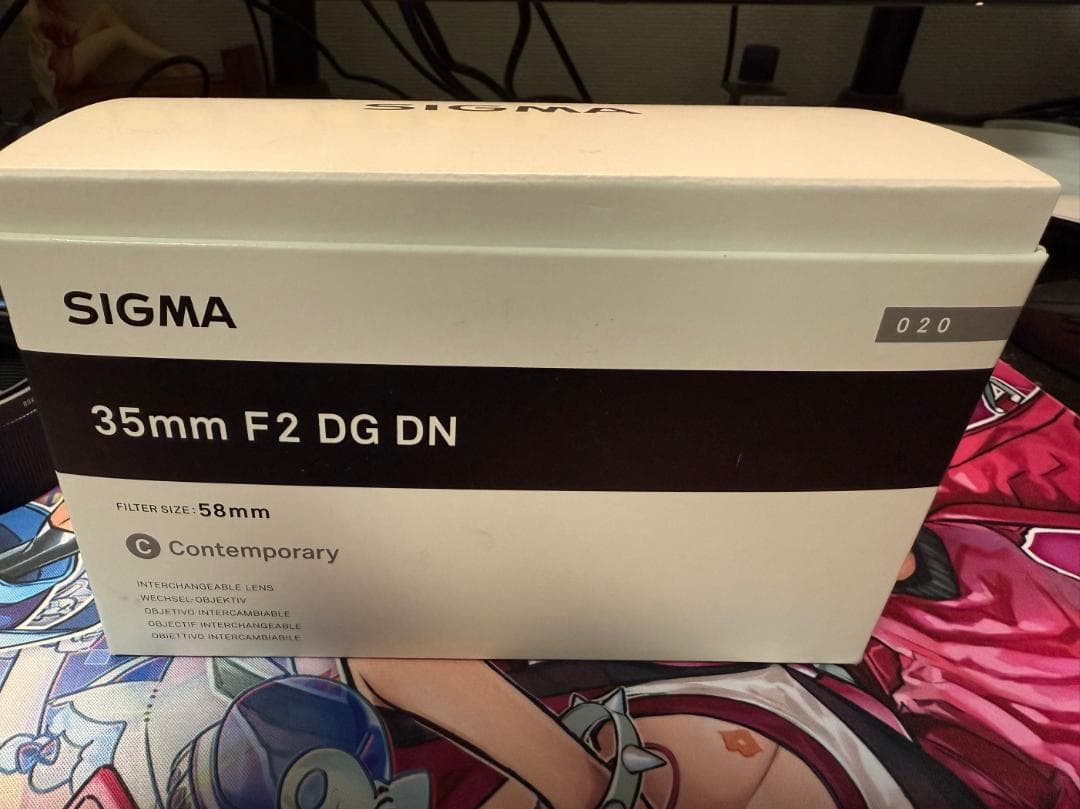 SIGMA
SIGMA
020
35mm F2 DG DN
FILTER SIZE: 58mm
C Contemporary
INTERCHANGEABLE LENS
WECHSEL-OBJEKTIV
OBJETIVO INTERCAMBIABLE
OBJECTIF INTERCHANGEABLE
OBIETTIVO INTERCAMBIABILE